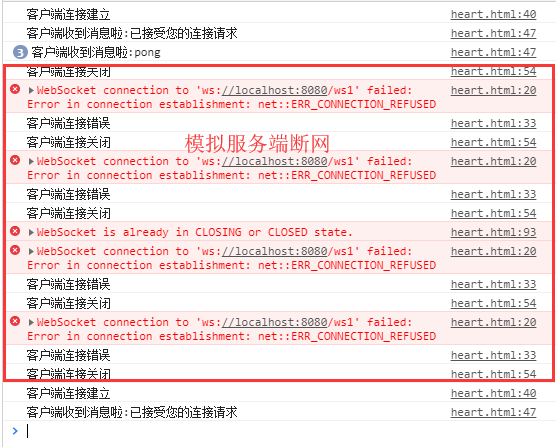 客户端连接建立 heart.html:40
客户端收到消息啦:已接受您的连接请求 heart.html:47
3 客户端收到消息啦:pong heart.html:47
客户端连接关闭 heart.html:54
WebSocket connection to 'ws://localhost:8080/ws1' failed: heart.html:20
Error in connection establishment: net::ERR_CONNECTION_REFUSED
客户端连接错误 heart.html:33
客户端连接关闭 heart.html:54
模拟服务端断网
WebSocket connection to 'ws://localhost:8080/ws1' failed: heart.html:20
Error in connection establishment: net::ERR_CONNECTION_REFUSED
客户端连接错误 heart.html:33
客户端连接关闭 heart.html:54
WebSocket is already in CLOSING or CLOSED state. heart.html:93
WebSocket connection to 'ws://localhost:8080/ws1' failed: heart.html:20
Error in connection establishment: net::ERR_CONNECTION_REFUSED
客户端连接错误 heart.html:33
客户端连接关闭 heart.html:54
WebSocket connection to 'ws://localhost:8080/ws1' failed: heart.html:20
Error in connection establishment: net::ERR_CONNECTION_REFUSED
客户端连接错误 heart.html:33
客户端连接关闭 heart.html:54
客户端连接建立 heart.html:40
客户端收到消息啦:已接受您的连接请求 heart.html:47